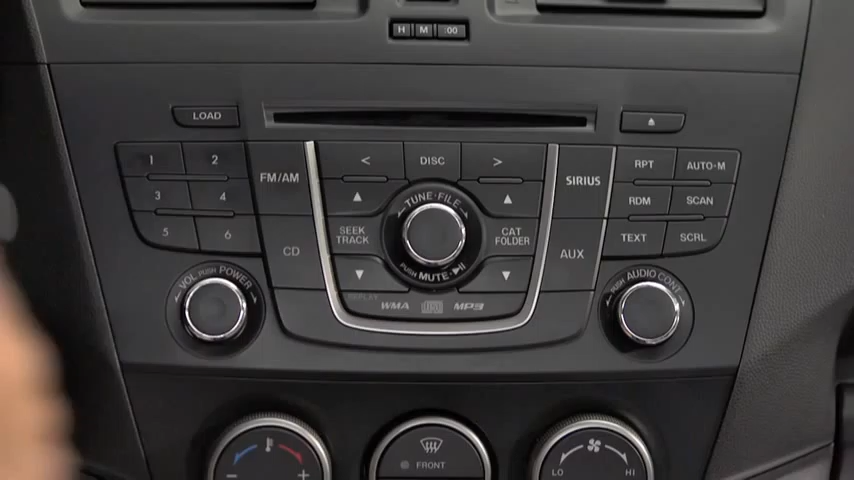 H M :00
LOAD
1 2 FM/AM < DISC > SIRIUS RPT AUTO-M
3 4 TUNE·FILE RDM SCAN
5 6 CD SEEK TRACK CAT FOLDER AUX TEXT SCRL
PUSH MUTE
VOL PUSH POWER
DISPLAY WMA MP3
PUSH AUDIO CONT
FRONT
LO HI
− +